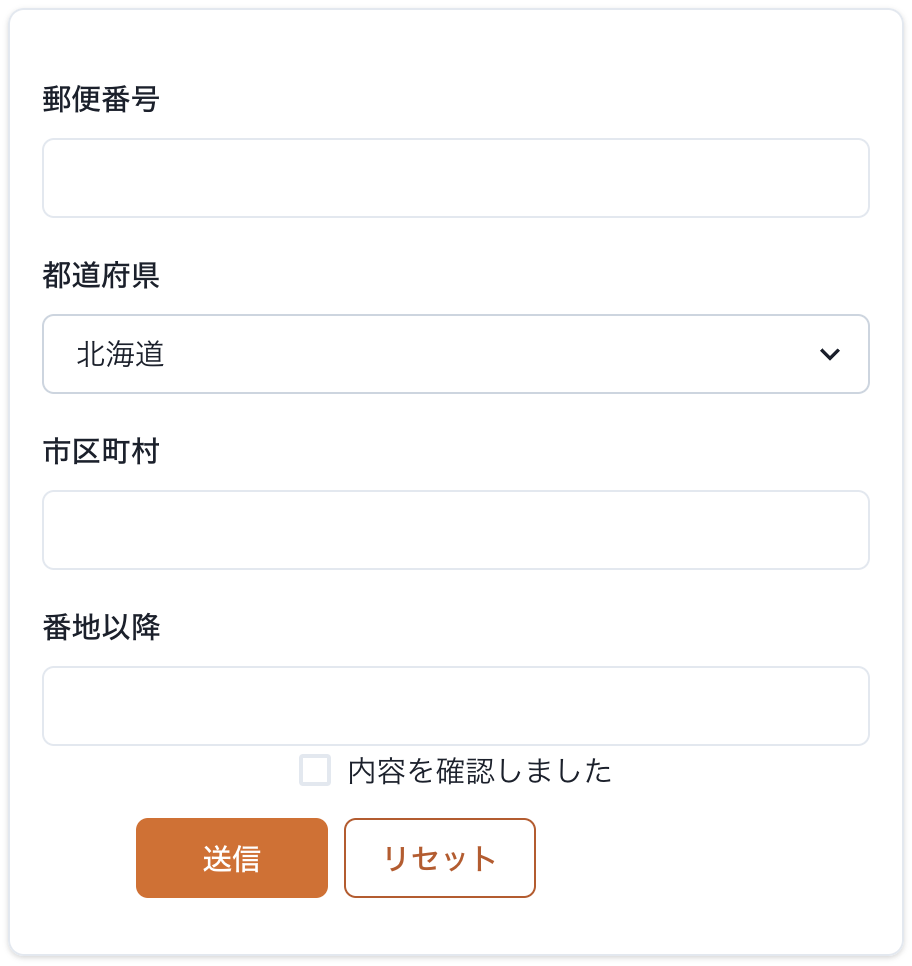 郵便番号
都道府県
北海道
市区町村
番地以降
内容を確認しました
送信 リセット